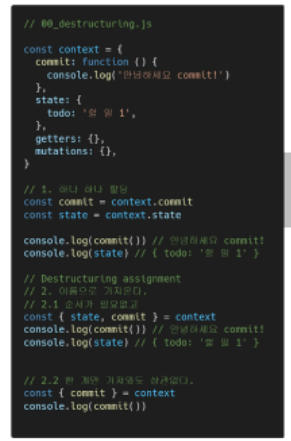 // 00_destructuring.js
const context = {
commit: function () {
console.log('안녕하세요 commit!')
},
state: {
todo: '할 일 1',
},
getters: {},
mutations: {},
}
// 1. 하나 하나 할당
const commit = context.commit
const state = context.state
console.log(commit()) // 안녕하세요 commit!
console.log(state) // { todo: '할 일 1' }
// Destructuring assignment
// 2. 이름으로 가져온다.
// 2.1 순서가 필요없고
const { state, commit } = context
console.log(commit()) // 안녕하세요 commit!
console.log(state) // { todo: '할 일 1' }
// 2.2 한 개만 가져와도 상관없다.
const { commit } = context
console.log(commit())